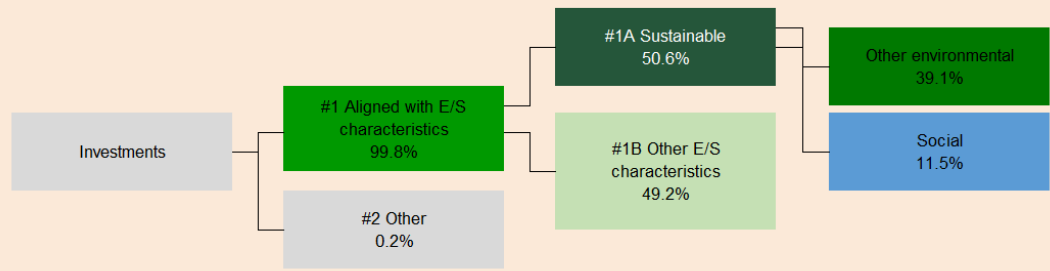 Investments
#1 Aligned with E/S
characteristics
99.8%
#2 Other
0.2%
#1A Sustainable
50.6%
#1B Other E/S
characteristics
49.2%
Other environmental
39.1%
Social
11.5%